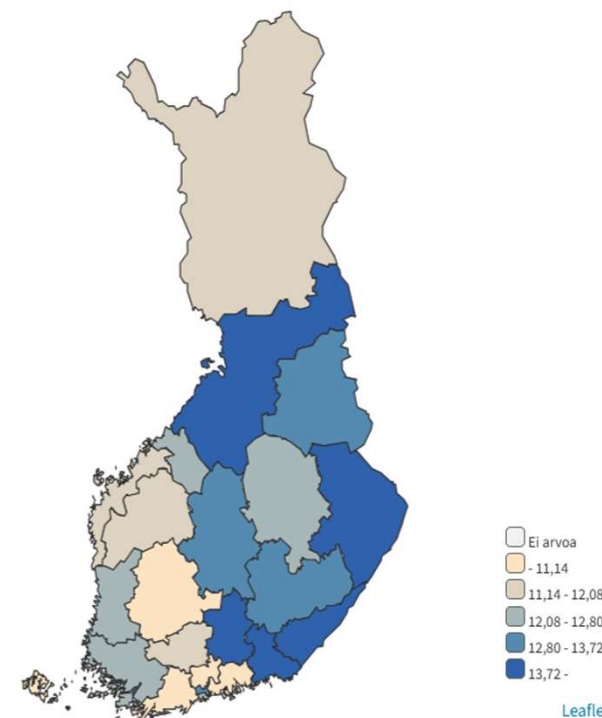 Ei arvoa
- 11,14
11,14 - 12,08
12,08 - 12,80
12,80 - 13,72
13,72 -
Leafle